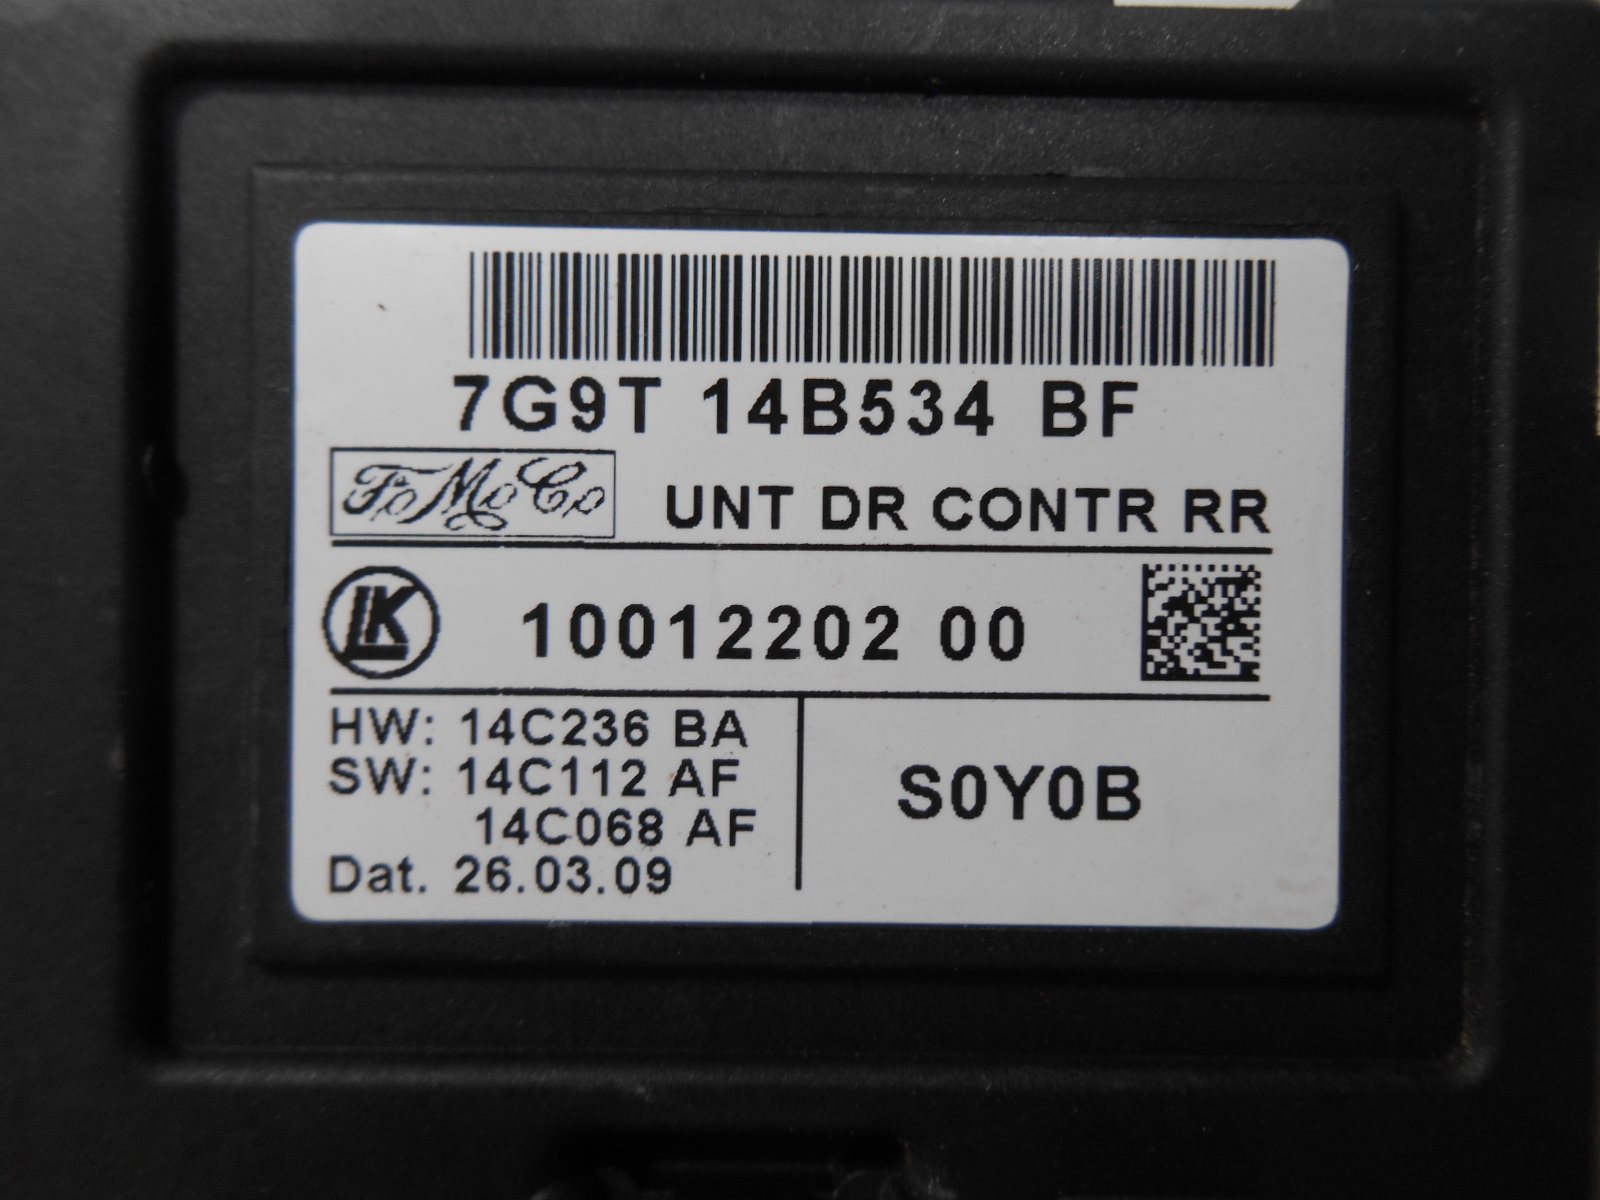 7G9T 14B534 BF
FoMoCo
UNT DR CONTR RR
LK
10012202 00
HW: 14C236 BA
SW: 14C112 AF
14C068 AF
Dat. 26.03.09
S0Y0B